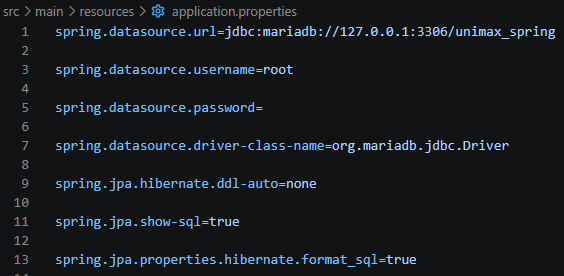 src > main > resources > application.properties
1 spring.datasource.url=jdbc:mariadb://127.0.0.1:3306/unimax_spring
2
3 spring.datasource.username=root
4
5 spring.datasource.password=
6
7 spring.datasource.driver-class-name=org.mariadb.jdbc.Driver
8
9 spring.jpa.hibernate.ddl-auto=none
10
11 spring.jpa.show-sql=true
12
13 spring.jpa.properties.hibernate.format_sql=true